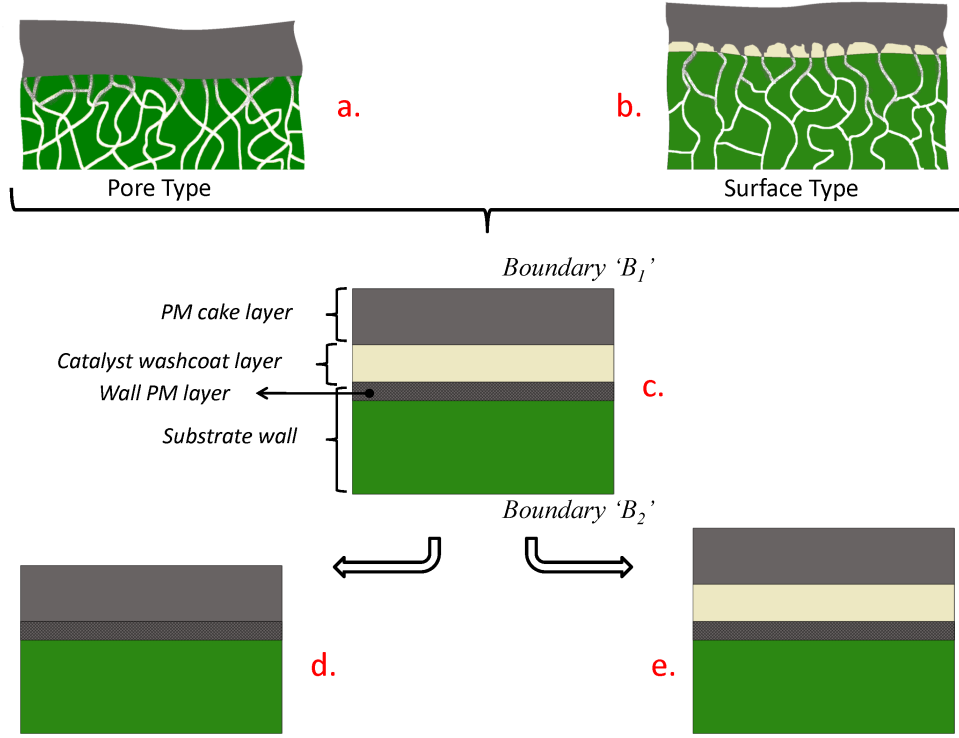 a.
b.
Pore Type
Surface Type
Boundary ‘B1’
PM cake layer
Catalyst washcoat layer
Wall PM layer
c.
Substrate wall
Boundary ‘B2’
d.
e.